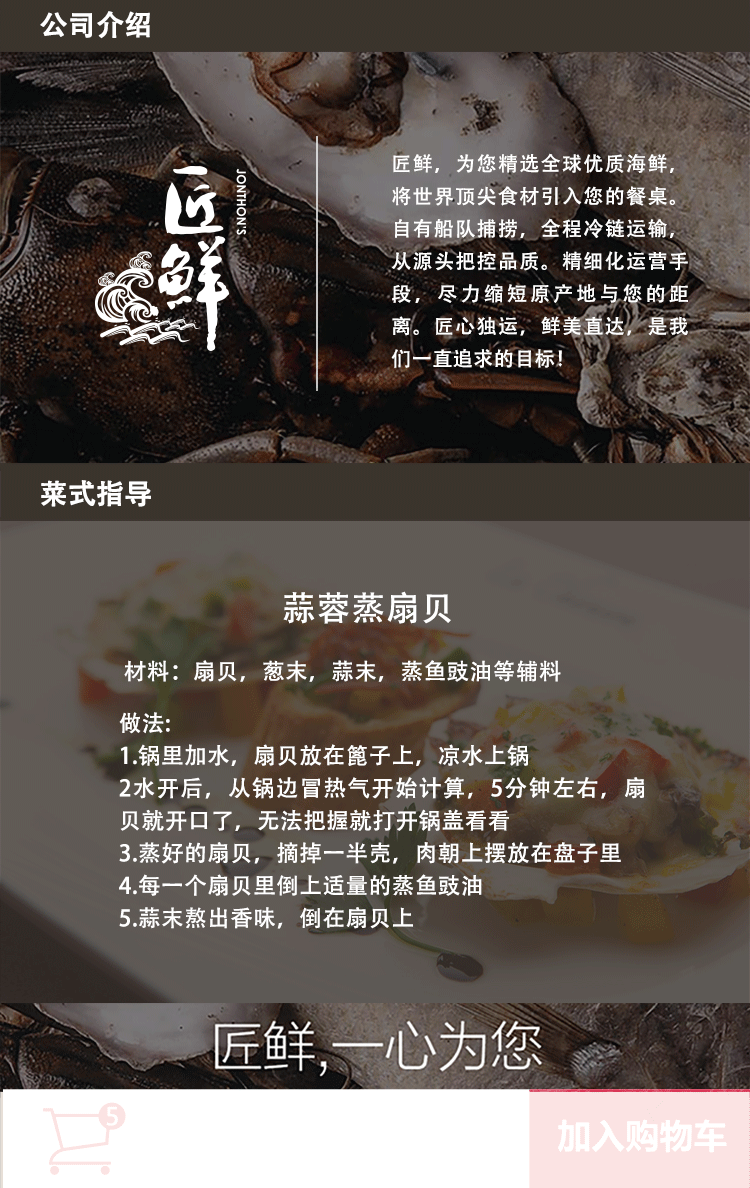 公司介绍
匠鲜
JONTHON'S
匠鲜，为您精选全球优质海鲜，
将世界顶尖食材引入您的餐桌。
自有船队捕捞，全程冷链运输，
从源头把控品质。精细化运营手
段，尽力缩短原产地与您的距
离。匠心独运，鲜美直达，是我
们一直追求的目标！
菜式指导
蒜蓉蒸扇贝
材料：扇贝，葱末，蒜末，蒸鱼豉油等辅料
做法:
1.锅里加水，扇贝放在篦子上，凉水上锅
2水开后，从锅边冒热气开始计算，5分钟左右，扇
贝就开口了，无法把握就打开锅盖看看
3.蒸好的扇贝，摘掉一半壳，肉朝上摆放在盘子里
4.每一个扇贝里倒上适量的蒸鱼豉油
5.蒜末熬出香味，倒在扇贝上
匠鲜,一心为您
5
加入购物车